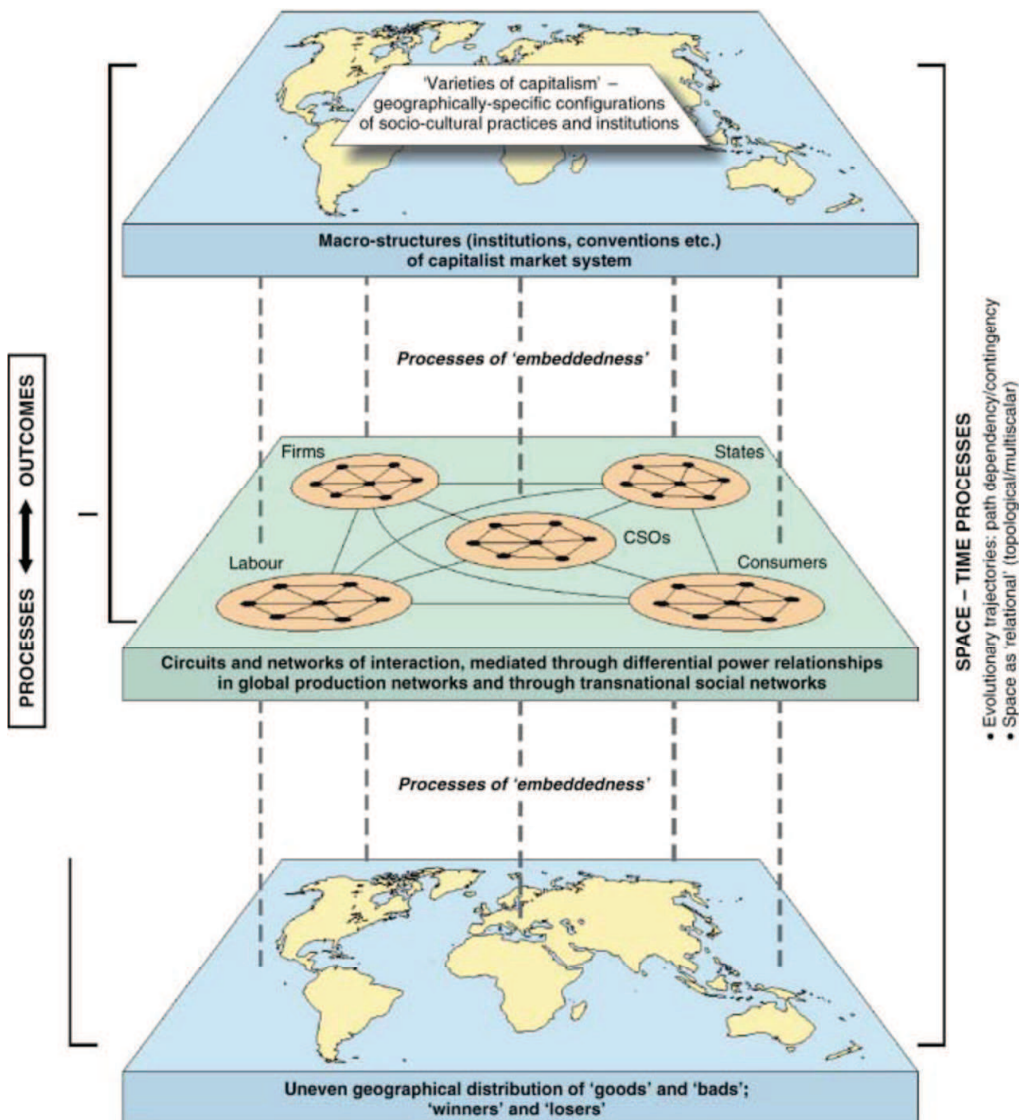 'Varieties of capitalism' –
geographically-specific configurations
of socio-cultural practices and institutions
Macro-structures (institutions, conventions etc.)
of capitalist market system
Processes of 'embeddedness'
Firms
States
CSOs
Labour
Consumers
Circuits and networks of interaction, mediated through differential power relationships
in global production networks and through transnational social networks
Processes of 'embeddedness'
Uneven geographical distribution of 'goods' and 'bads';
'winners' and 'losers'
PROCESSES ↔ OUTCOMES
SPACE – TIME PROCESSES
• Evolutionary trajectories: path dependency/contingency
• Space as 'relational' (topological/multiscalar)